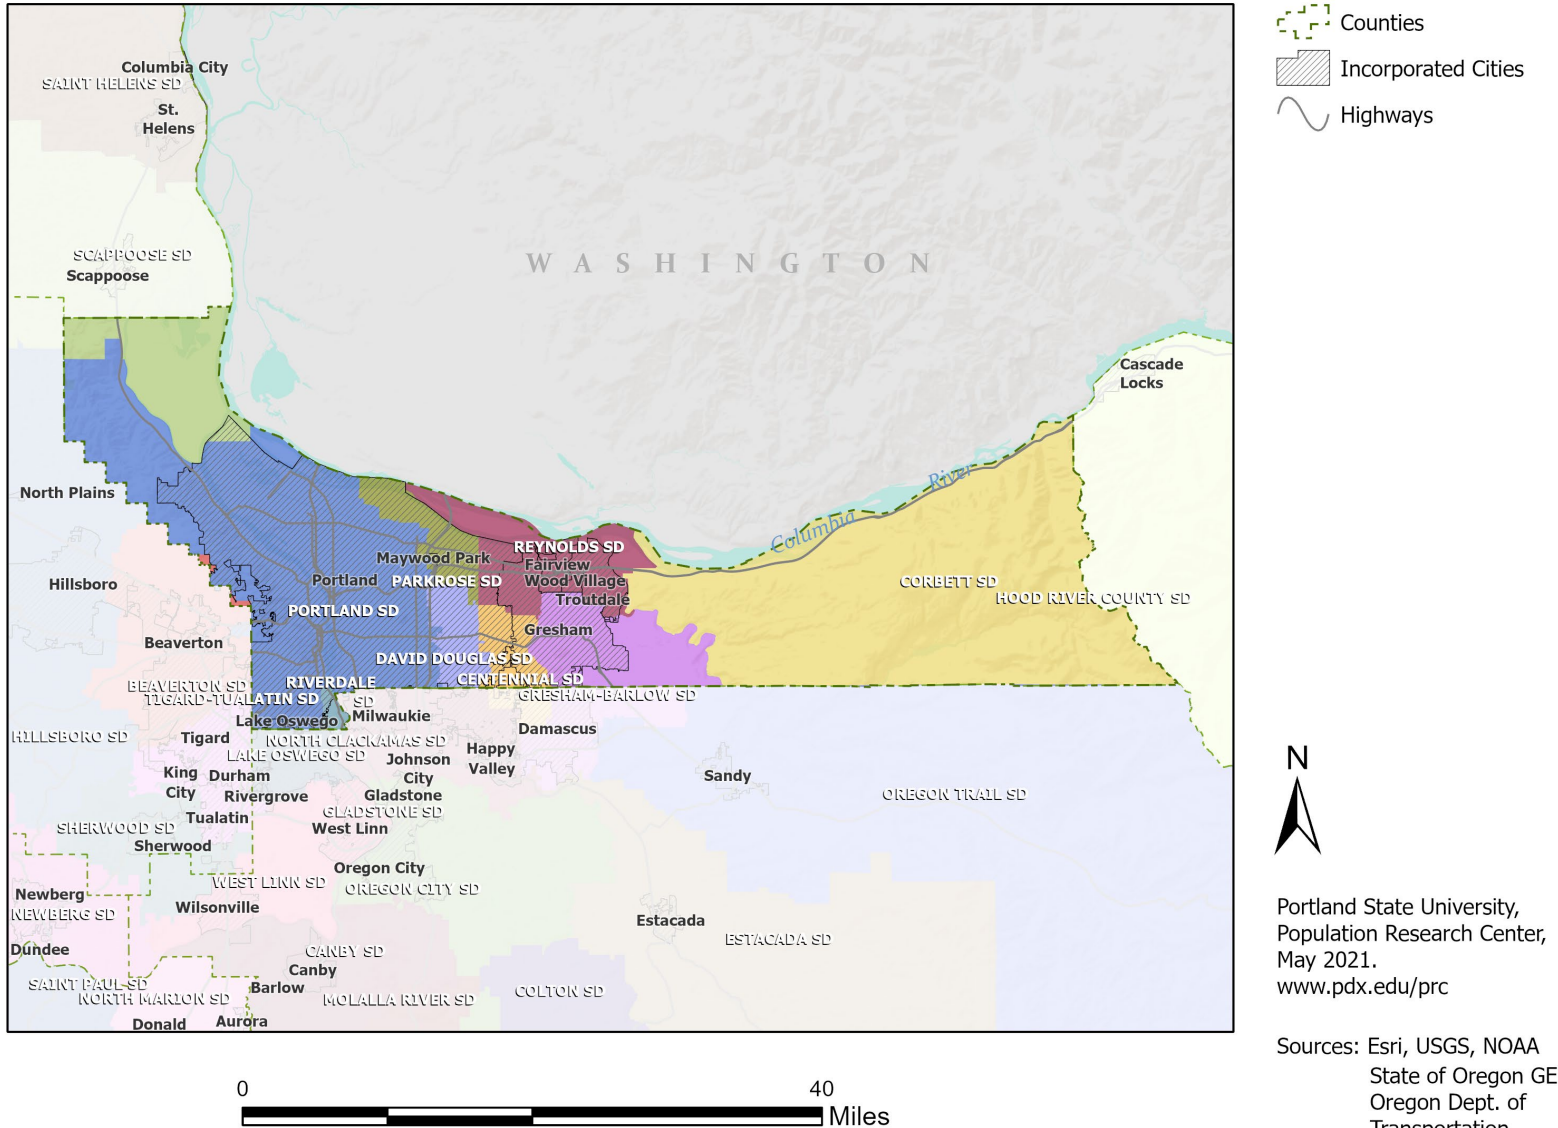 Counties
Incorporated Cities
Highways
Columbia City
SAINT HELENS SD
St.
Helens
WASHINGTON
SCAPPOOSE SD
Scappoose
Cascade
Locks
Columbia River
North Plains
Maywood Park
REYNOLDS SD
Fairview
Hillsboro
Portland
PARKROSE SD
Wood Village
CORBETT SD
HOOD RIVER COUNTY SD
Troutdale
PORTLAND SD
Gresham
Beaverton
DAVID DOUGLAS SD
CENTENNIAL SD
BEAVERTON SD
RIVERDALE
SD
TIGARD-TUALATIN SD
GRESHAM-BARLOW SD
Lake Oswego
Milwaukie
Damascus
HILLSBORO SD
Tigard
NORTH CLACKAMAS SD
LAKE OSWEGO SD
Happy
Valley
Johnson
City
King
City
Durham
Sandy
OREGON TRAIL SD
Rivergrove
Gladstone
GLADSTONE SD
Tualatin
SHERWOOD SD
West Linn
Sherwood
Oregon City
WEST LINN SD
OREGON CITY SD
Newberg
NEWBERG SD
Wilsonville
Estacada
ESTACADA SD
Dundee
CANBY SD
Canby
SAINT PAUL SD
Barlow
COLTON SD
NORTH MARION SD
MOLALLA RIVER SD
Donald
Aurora
N
Portland State University,
Population Research Center,
May 2021.
www.pdx.edu/prc
Sources: Esri, USGS, NOAA
State of Oregon GE
Oregon Dept. of
Transportation
0 40
Miles